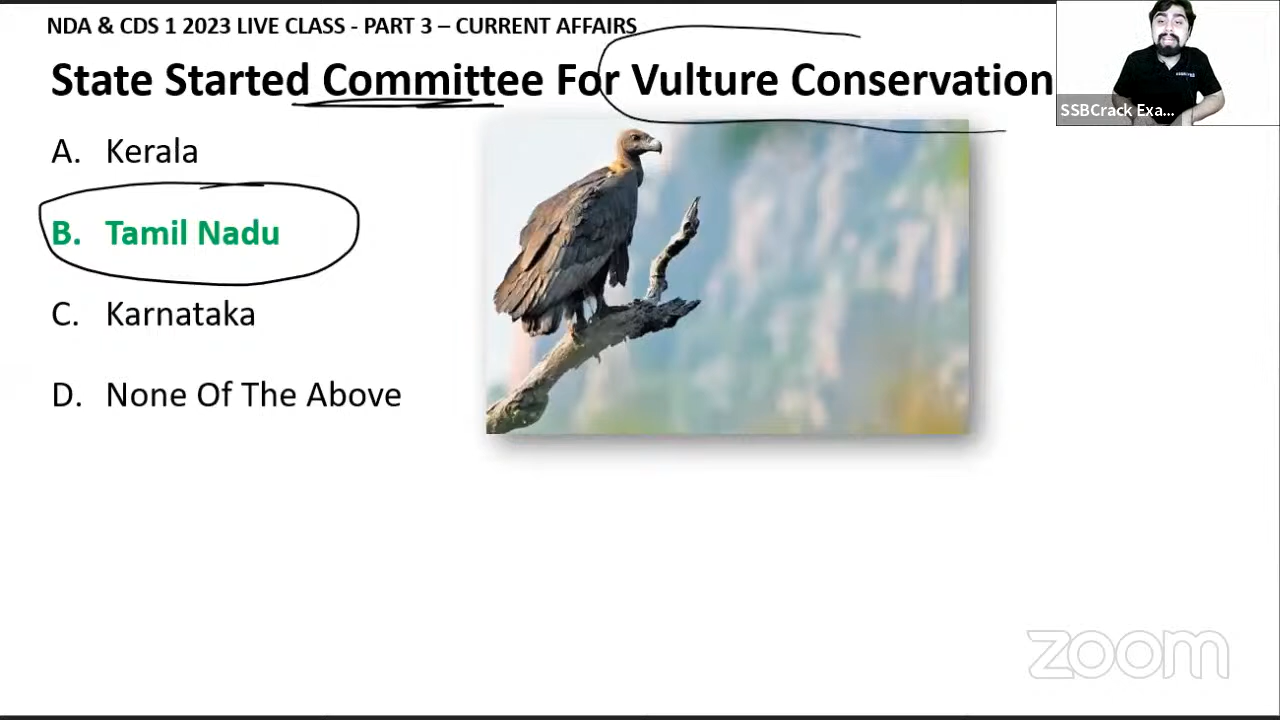 NDA & CDS 1 2023 LIVE CLASS - PART 3 – CURRENT AFFAIRS
State Started Committee For Vulture Conservation
SSBCrack Exa...
A. Kerala
B. Tamil Nadu
C. Karnataka
D. None Of The Above
zoom